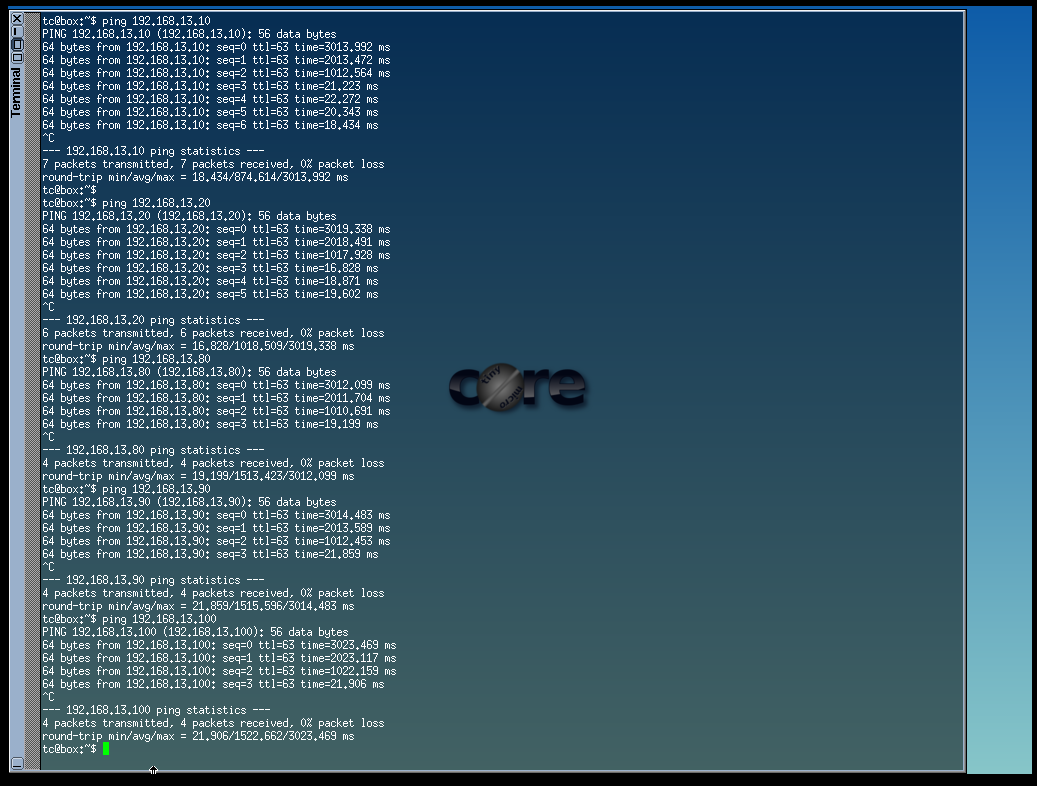 Terminal
tc@box:~$ ping 192.168.13.10
PING 192.168.13.10 (192.168.13.10): 56 data bytes
64 bytes from 192.168.13.10: seq=0 ttl=63 time=3013.992 ms
64 bytes from 192.168.13.10: seq=1 ttl=63 time=2013.472 ms
64 bytes from 192.168.13.10: seq=2 ttl=63 time=1012.564 ms
64 bytes from 192.168.13.10: seq=3 ttl=63 time=21.223 ms
64 bytes from 192.168.13.10: seq=4 ttl=63 time=22.272 ms
64 bytes from 192.168.13.10: seq=5 ttl=63 time=20.343 ms
64 bytes from 192.168.13.10: seq=6 ttl=63 time=18.434 ms
^C
--- 192.168.13.10 ping statistics ---
7 packets transmitted, 7 packets received, 0% packet loss
round-trip min/avg/max = 18.434/874.614/3013.992 ms
tc@box:~$
tc@box:~$ ping 192.168.13.20
PING 192.168.13.20 (192.168.13.20): 56 data bytes
64 bytes from 192.168.13.20: seq=0 ttl=63 time=3019.338 ms
64 bytes from 192.168.13.20: seq=1 ttl=63 time=2018.491 ms
64 bytes from 192.168.13.20: seq=2 ttl=63 time=1017.928 ms
64 bytes from 192.168.13.20: seq=3 ttl=63 time=16.828 ms
64 bytes from 192.168.13.20: seq=4 ttl=63 time=18.871 ms
64 bytes from 192.168.13.20: seq=5 ttl=63 time=19.602 ms
^C
--- 192.168.13.20 ping statistics ---
6 packets transmitted, 6 packets received, 0% packet loss
round-trip min/avg/max = 16.828/1018.509/3019.338 ms
tc@box:~$ ping 192.168.13.80
PING 192.168.13.80 (192.168.13.80): 56 data bytes
64 bytes from 192.168.13.80: seq=0 ttl=63 time=3012.099 ms
64 bytes from 192.168.13.80: seq=1 ttl=63 time=2011.704 ms
64 bytes from 192.168.13.80: seq=2 ttl=63 time=1010.691 ms
64 bytes from 192.168.13.80: seq=3 ttl=63 time=19.199 ms
^C
--- 192.168.13.80 ping statistics ---
4 packets transmitted, 4 packets received, 0% packet loss
round-trip min/avg/max = 19.199/1513.423/3012.099 ms
tc@box:~$ ping 192.168.13.90
PING 192.168.13.90 (192.168.13.90): 56 data bytes
64 bytes from 192.168.13.90: seq=0 ttl=63 time=3014.483 ms
64 bytes from 192.168.13.90: seq=1 ttl=63 time=2013.589 ms
64 bytes from 192.168.13.90: seq=2 ttl=63 time=1012.453 ms
64 bytes from 192.168.13.90: seq=3 ttl=63 time=21.859 ms
^C
--- 192.168.13.90 ping statistics ---
4 packets transmitted, 4 packets received, 0% packet loss
round-trip min/avg/max = 21.859/1515.596/3014.483 ms
tc@box:~$ ping 192.168.13.100
PING 192.168.13.100 (192.168.13.100): 56 data bytes
64 bytes from 192.168.13.100: seq=0 ttl=63 time=3023.469 ms
64 bytes from 192.168.13.100: seq=1 ttl=63 time=2023.117 ms
64 bytes from 192.168.13.100: seq=2 ttl=63 time=1022.159 ms
64 bytes from 192.168.13.100: seq=3 ttl=63 time=21.906 ms
^C
--- 192.168.13.100 ping statistics ---
4 packets transmitted, 4 packets received, 0% packet loss
round-trip min/avg/max = 21.906/1522.662/3023.469 ms
tc@box:~$
core
tiny
micro